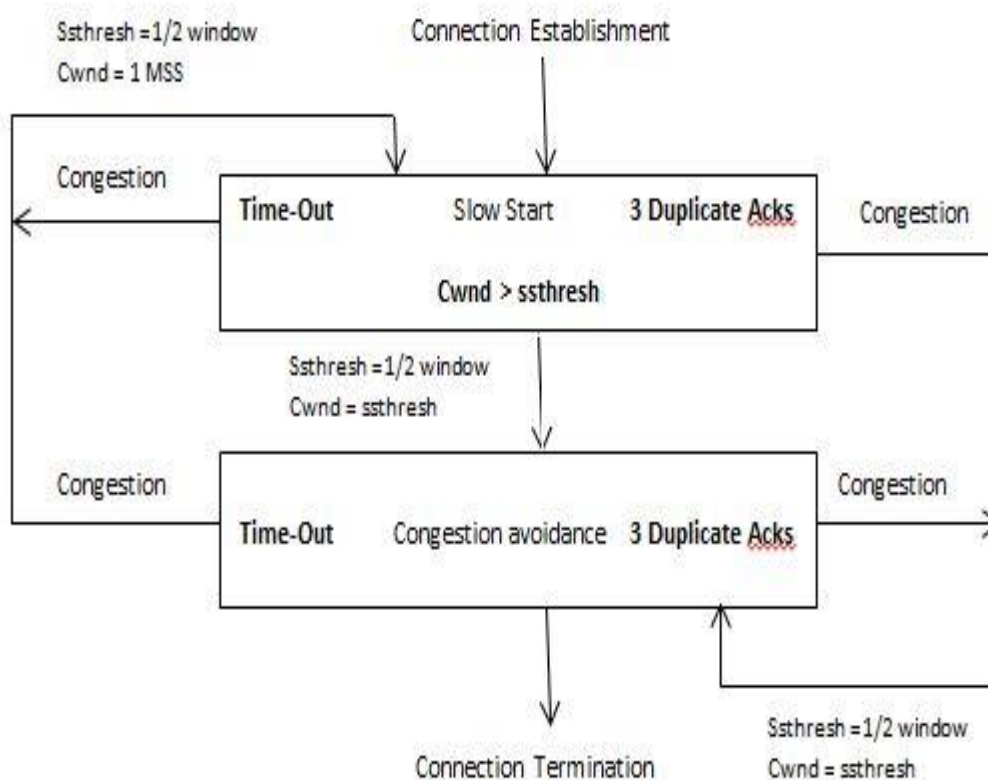 Ssthresh =1/2 window
Cwnd = 1 MSS
Connection Establishment
Congestion
Time-Out
Slow Start
3 Duplicate Acks
Congestion
Cwnd > ssthresh
Ssthresh =1/2 window
Cwnd = ssthresh
Congestion
Time-Out
Congestion avoidance
3 Duplicate Acks
Congestion
Connection Termination
Ssthresh =1/2 window
Cwnd = ssthresh